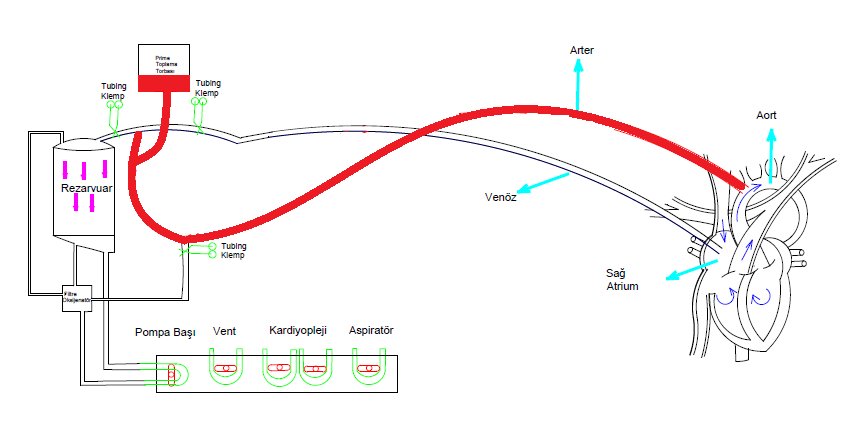 Prime
Toplama
Torbası
Tubing
Klemp
Tubing
Klemp
Arter
Aort
Rezarvuar
Venöz
Tubing
Klemp
Sağ
Atrium
Filtre
Oksijenatör
Pompa Başı
Vent
Kardiyopleji
Aspiratör